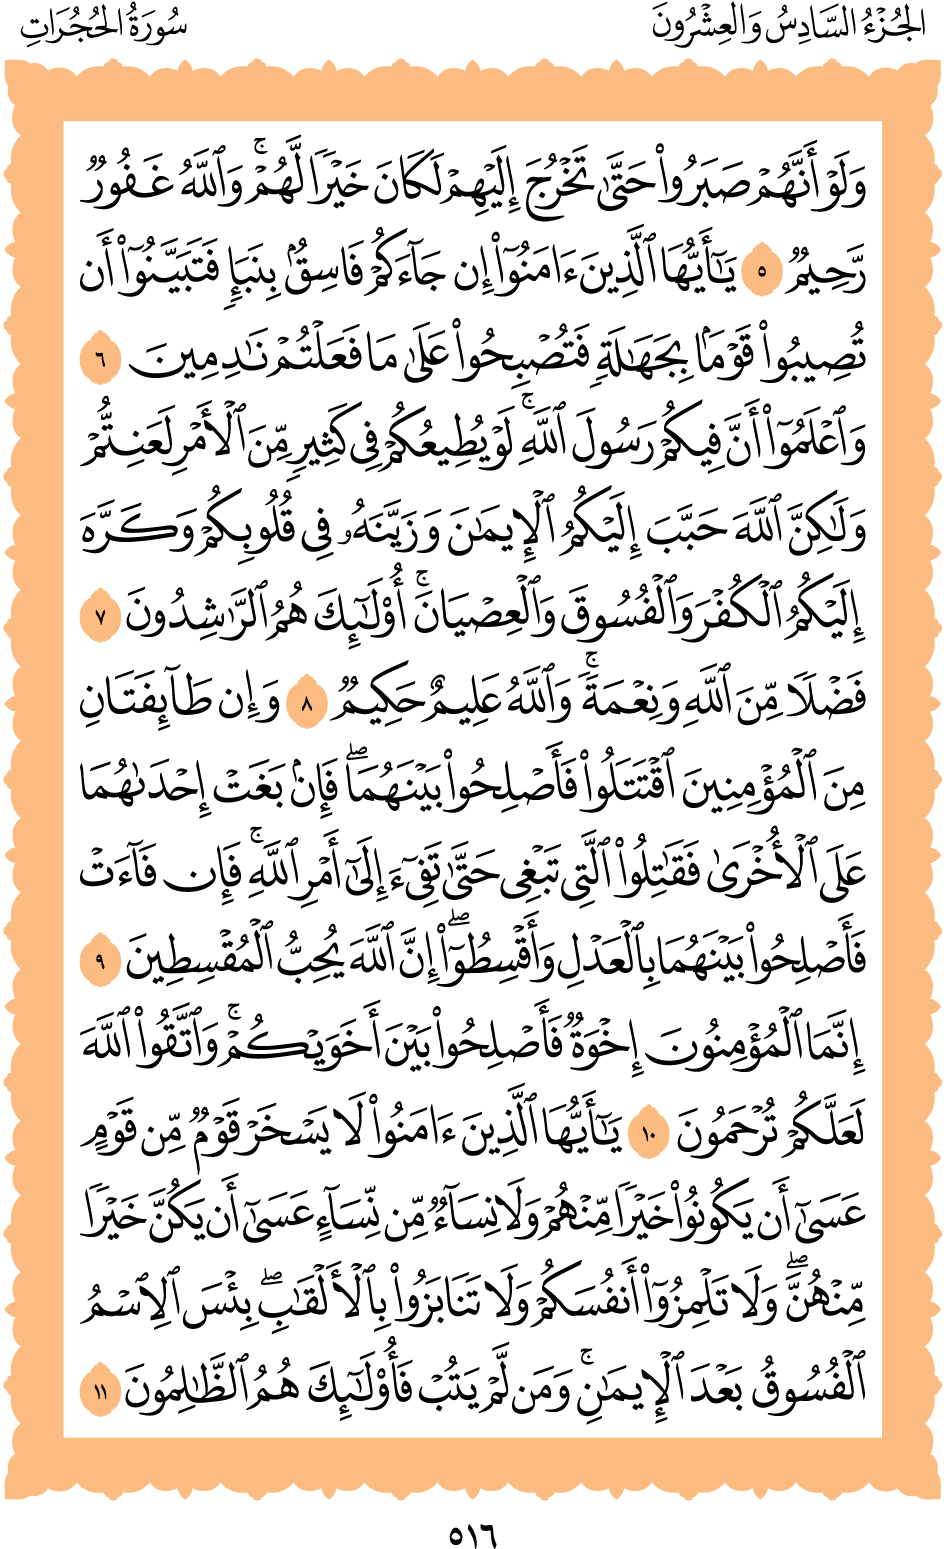 الجُزْءُ السَّادِسُ وَالْعِشْرُونَ
سُورَةُ الحُجُرَاتِ
وَلَوْ أَنَّهُمْ صَبَرُوا۟ حَتَّىٰ تَخْرُجَ إِلَيْهِمْ لَكَانَ خَيْرًۭا لَّهُمْ ۚ وَٱللَّهُ غَفُورٌۭ
رَّحِيمٌۭ ٥ يَـٰٓأَيُّهَا ٱلَّذِينَ ءَامَنُوٓا۟ إِن جَآءَكُمْ فَاسِقٌۢ بِنَبَإٍۢ فَتَبَيَّنُوٓا۟ أَن
تُصِيبُوا۟ قَوْمًۢا بِجَهَـٰلَةٍۢ فَتُصْبِحُوا۟ عَلَىٰ مَا فَعَلْتُمْ نَـٰدِمِينَ ٦
وَٱعْلَمُوٓا۟ أَنَّ فِيكُمْ رَسُولَ ٱللَّهِ ۚ لَوْ يُطِيعُكُمْ فِى كَثِيرٍۢ مِّنَ ٱلْأَمْرِ لَعَنِتُّمْ
وَلَـٰكِنَّ ٱللَّهَ حَبَّبَ إِلَيْكُمُ ٱلْإِيمَـٰنَ وَزَيَّنَهُۥ فِى قُلُوبِكُمْ وَكَرَّهَ
إِلَيْكُمُ ٱلْكُفْرَ وَٱلْفُسُوقَ وَٱلْعِصْيَانَ ۚ أُو۟لَـٰٓئِكَ هُمُ ٱلرَّٰشِدُونَ ٧
فَضْلًۭا مِّنَ ٱللَّهِ وَنِعْمَةًۭ ۚ وَٱللَّهُ عَلِيمٌ حَكِيمٌۭ ٨ وَإِن طَآئِفَتَانِ
مِنَ ٱلْمُؤْمِنِينَ ٱقْتَتَلُوا۟ فَأَصْلِحُوا۟ بَيْنَهُمَا ۖ فَإِنۢ بَغَتْ إِحْدَىٰهُمَا
عَلَى ٱلْأُخْرَىٰ فَقَـٰتِلُوا۟ ٱلَّتِى تَبْغِى حَتَّىٰ تَفِىٓءَ إِلَىٰٓ أَمْرِ ٱللَّهِ ۚ فَإِن فَآءَتْ
فَأَصْلِحُوا۟ بَيْنَهُمَا بِٱلْعَدْلِ وَأَقْسِطُوٓا۟ ۖ إِنَّ ٱللَّهَ يُحِبُّ ٱلْمُقْسِطِينَ ٩
إِنَّمَا ٱلْمُؤْمِنُونَ إِخْوَةٌۭ فَأَصْلِحُوا۟ بَيْنَ أَخَوَيْكُمْ ۚ وَٱتَّقُوا۟ ٱللَّهَ
لَعَلَّكُمْ تُرْحَمُونَ ١٠ يَـٰٓأَيُّهَا ٱلَّذِينَ ءَامَنُوا۟ لَا يَسْخَرْ قَوْمٌۭ مِّن قَوْمٍ
عَسَىٰٓ أَن يَكُونُوا۟ خَيْرًۭا مِّنْهُمْ وَلَا نِسَآءٌۭ مِّن نِّسَآءٍ عَسَىٰٓ أَن يَكُنَّ خَيْرًۭا
مِّنْهُنَّ ۖ وَلَا تَلْمِزُوٓا۟ أَنفُسَكُمْ وَلَا تَنَابَزُوا۟ بِٱلْأَلْقَـٰبِ ۖ بِئْسَ ٱلِٱسْمُ
ٱلْفُسُوقُ بَعْدَ ٱلْإِيمَـٰنِ ۚ وَمَن لَّمْ يَتُبْ فَأُو۟لَـٰٓئِكَ هُمُ ٱلظَّـٰلِمُونَ ١١
٥١٦